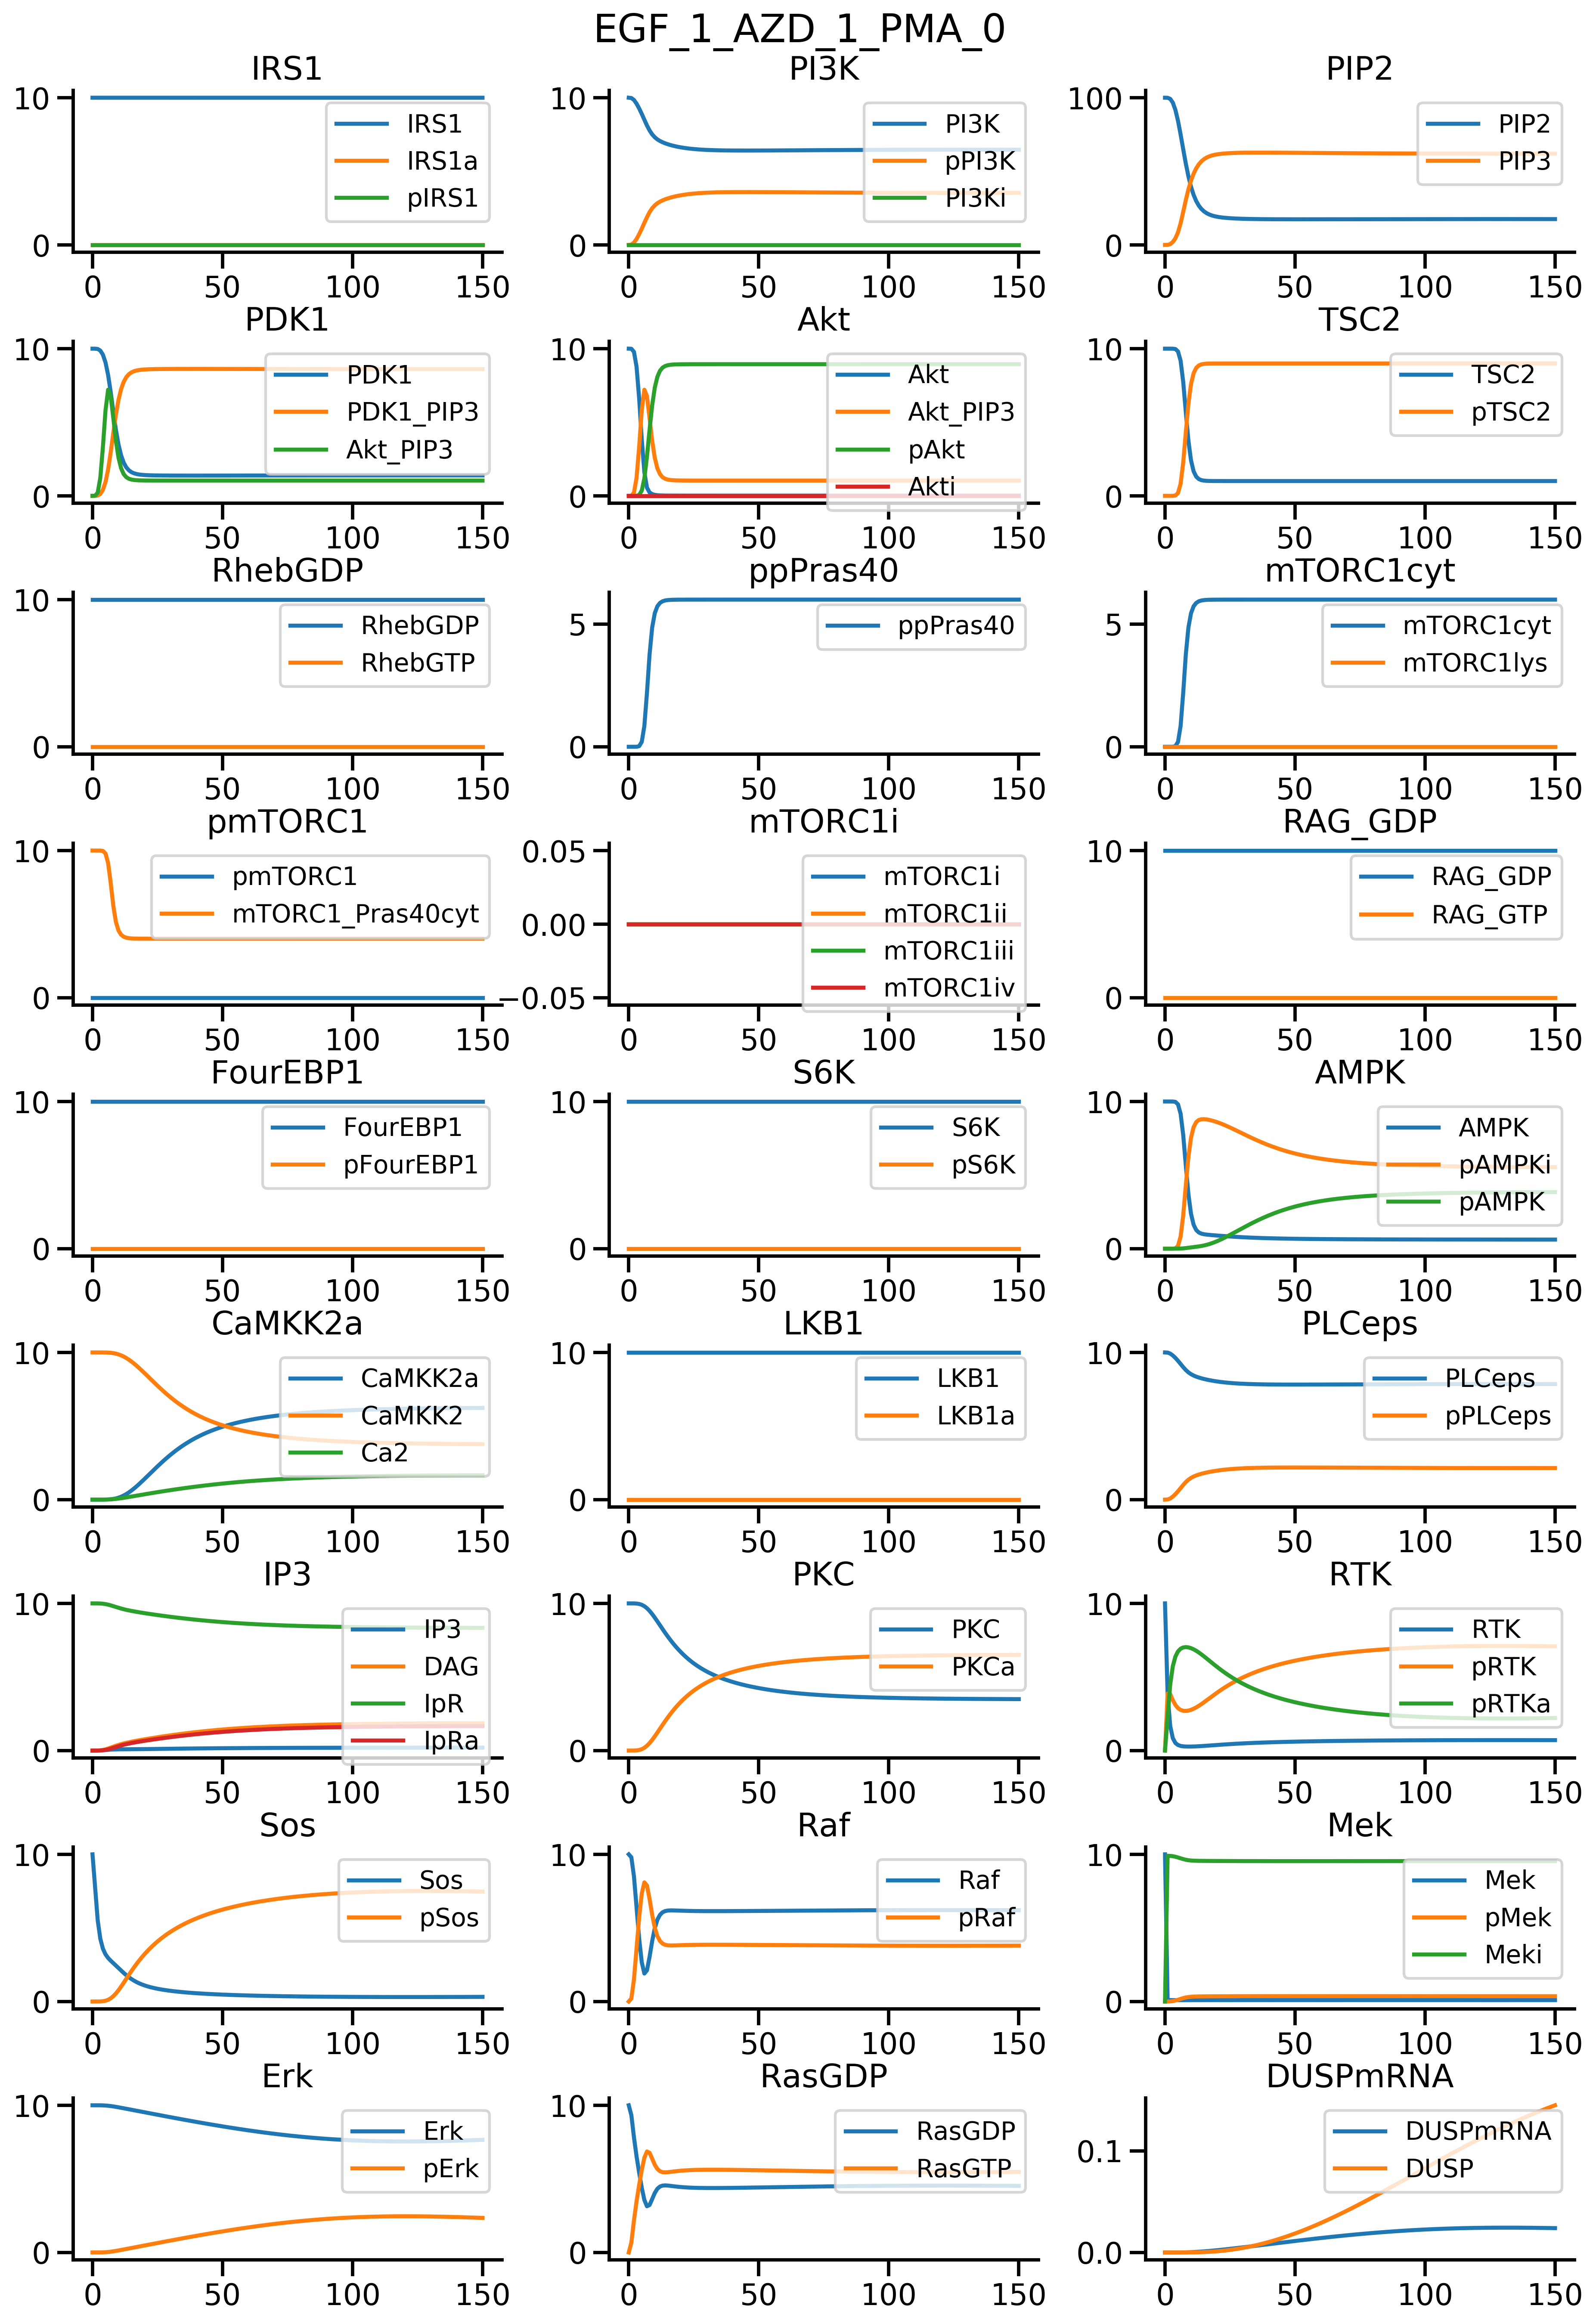 EGF_1_AZD_1_PMA_0
IRS1
10
0
0 50 100 150
IRS1
IRS1a
pIRS1
PI3K
10
0
0 50 100 150
PI3K
pPI3K
PI3Ki
PIP2
100
0
0 50 100 150
PIP2
PIP3
PDK1
10
0
0 50 100 150
PDK1
PDK1_PIP3
Akt_PIP3
Akt
10
0
0 50 100 150
Akt
Akt_PIP3
pAkt
Akti
TSC2
10
0
0 50 100 150
TSC2
pTSC2
RhebGDP
10
0
0 50 100 150
RhebGDP
RhebGTP
ppPras40
5
0
0 50 100 150
ppPras40
mTORC1cyt
5
0
0 50 100 150
mTORC1cyt
mTORC1lys
pmTORC1
10
0
0 50 100 150
pmTORC1
mTORC1_Pras40cyt
mTORC1i
0.05
0.00
−0.05
0 50 100 150
mTORC1i
mTORC1ii
mTORC1iii
mTORC1iv
RAG_GDP
10
0
0 50 100 150
RAG_GDP
RAG_GTP
FourEBP1
10
0
0 50 100 150
FourEBP1
pFourEBP1
S6K
10
0
0 50 100 150
S6K
pS6K
AMPK
10
0
0 50 100 150
AMPK
pAMPKi
pAMPK
CaMKK2a
10
0
0 50 100 150
CaMKK2a
CaMKK2
Ca2
LKB1
10
0
0 50 100 150
LKB1
LKB1a
PLCeps
10
0
0 50 100 150
PLCeps
pPLCeps
IP3
10
0
0 50 100 150
IP3
DAG
IpR
IpRa
PKC
10
0
0 50 100 150
PKC
PKCa
RTK
10
0
0 50 100 150
RTK
pRTK
pRTKa
Sos
10
0
0 50 100 150
Sos
pSos
Raf
10
0
0 50 100 150
Raf
pRaf
Mek
10
0
0 50 100 150
Mek
pMek
Meki
Erk
10
0
0 50 100 150
Erk
pErk
RasGDP
10
0
0 50 100 150
RasGDP
RasGTP
DUSPmRNA
0.1
0.0
0 50 100 150
DUSPmRNA
DUSP